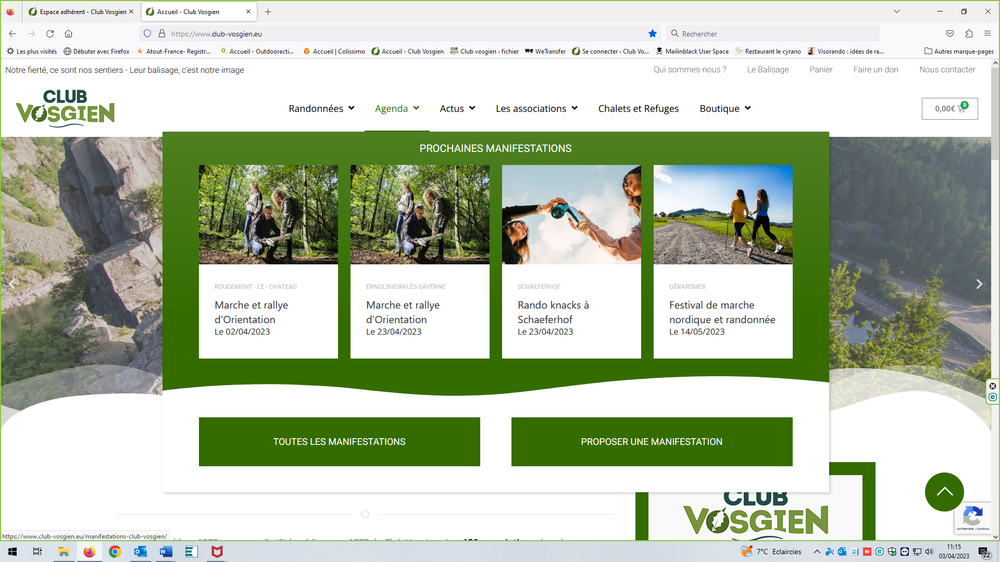 Espace adhérent - Club Vosgien
Accueil - Club Vosgien
https://www.club-vosgien.eu
Rechercher
Les plus visités
Débuter avec Firefox
Atout-France- Registr...
Accueil - Outdooracti...
Accueil | Colissimo
Accueil - Club Vosgien
Club vosgien ‹ fichier
WeTransfer
Se connecter ‹ Club Vo...
Mailinblack User Space
Restaurant le cyrano
Visorando : idées de ra...
Autres marque-pages
Notre fierté, ce sont nos sentiers - Leur balisage, c'est notre image
Qui sommes-nous ?
Le Balisage
Panier
Faire un don
Nous contacter
CLUB
VOSGIEN
Randonnées
Agenda
Actus
Les associations
Chalets et Refuges
Boutique
0,00€
0
PROCHAINES MANIFESTATIONS
ROUGEMONT - LE - CHATEAU
Marche et rallye
d'Orientation
Le 02/04/2023
ERNOLSHEIM-LÈS-SAVERNE
Marche et rallye
d'Orientation
Le 23/04/2023
SCHAEFERHOF
Rando knacks à
Schaeferhof
Le 23/04/2023
GÉRARDMER
Festival de marche
nordique et randonnée
Le 14/05/2023
TOUTES LES MANIFESTATIONS
PROPOSER UNE MANIFESTATION
CLUB
VOSGIEN
Confidentialité - Conditions
https://www.club-vosgien.eu/manifestations-club-vosgien/
7°C Eclaircies
11:15
03/04/2023
22